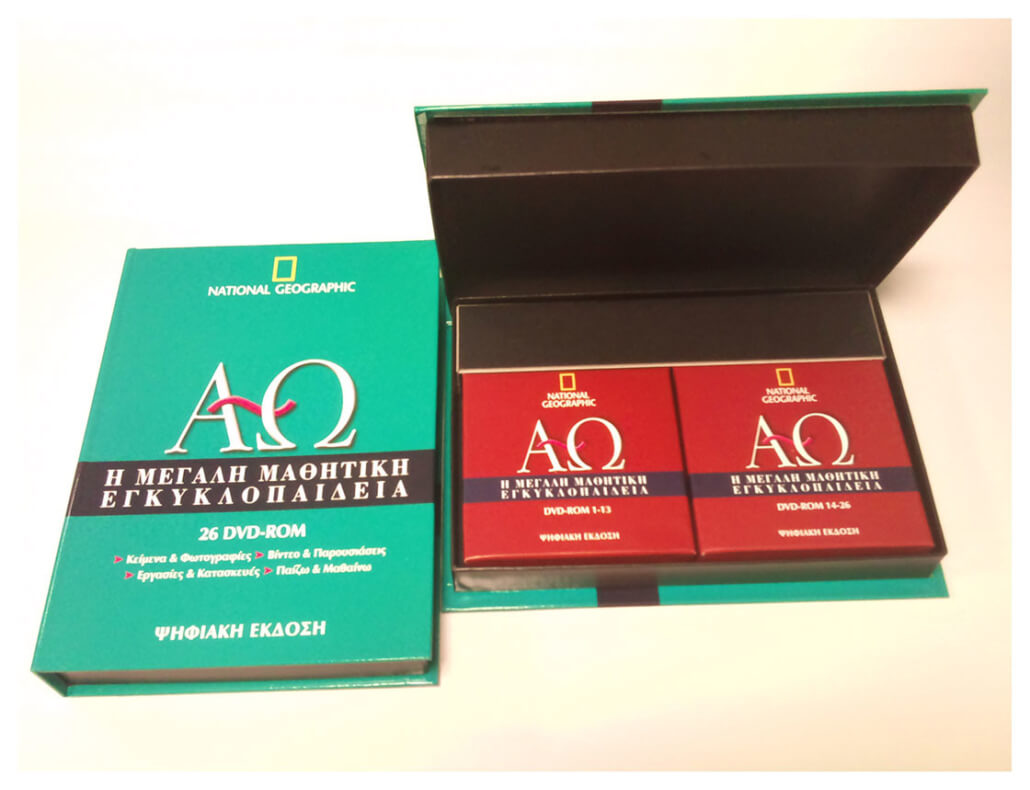 NATIONAL GEOGRAPHIC
ΑΩ
Η ΜΕΓΑΛΗ ΜΑΘΗΤΙΚΗ
ΕΓΚΥΚΛΟΠΑΙΔΕΙΑ
26 DVD-ROM
➤ Κείμενα & Φωτογραφίες ➤ Βίντεο & Παρουσιάσεις
➤ Εργασίες & Κατασκευές ➤ Παίζω & Μαθαίνω
ΨΗΦΙΑΚΗ ΕΚΔΟΣΗ
NATIONAL
GEOGRAPHIC
ΑΩ
Η ΜΕΓΑΛΗ ΜΑΘΗΤΙΚΗ
ΕΓΚΥΚΛΟΠΑΙΔΕΙΑ
DVD-ROM 1-13
ΨΗΦΙΑΚΗ ΕΚΔΟΣΗ
NATIONAL
GEOGRAPHIC
ΑΩ
Η ΜΕΓΑΛΗ ΜΑΘΗΤΙΚΗ
ΕΓΚΥΚΛΟΠΑΙΔΕΙΑ
DVD-ROM 14-26
ΨΗΦΙΑΚΗ ΕΚΔΟΣΗ